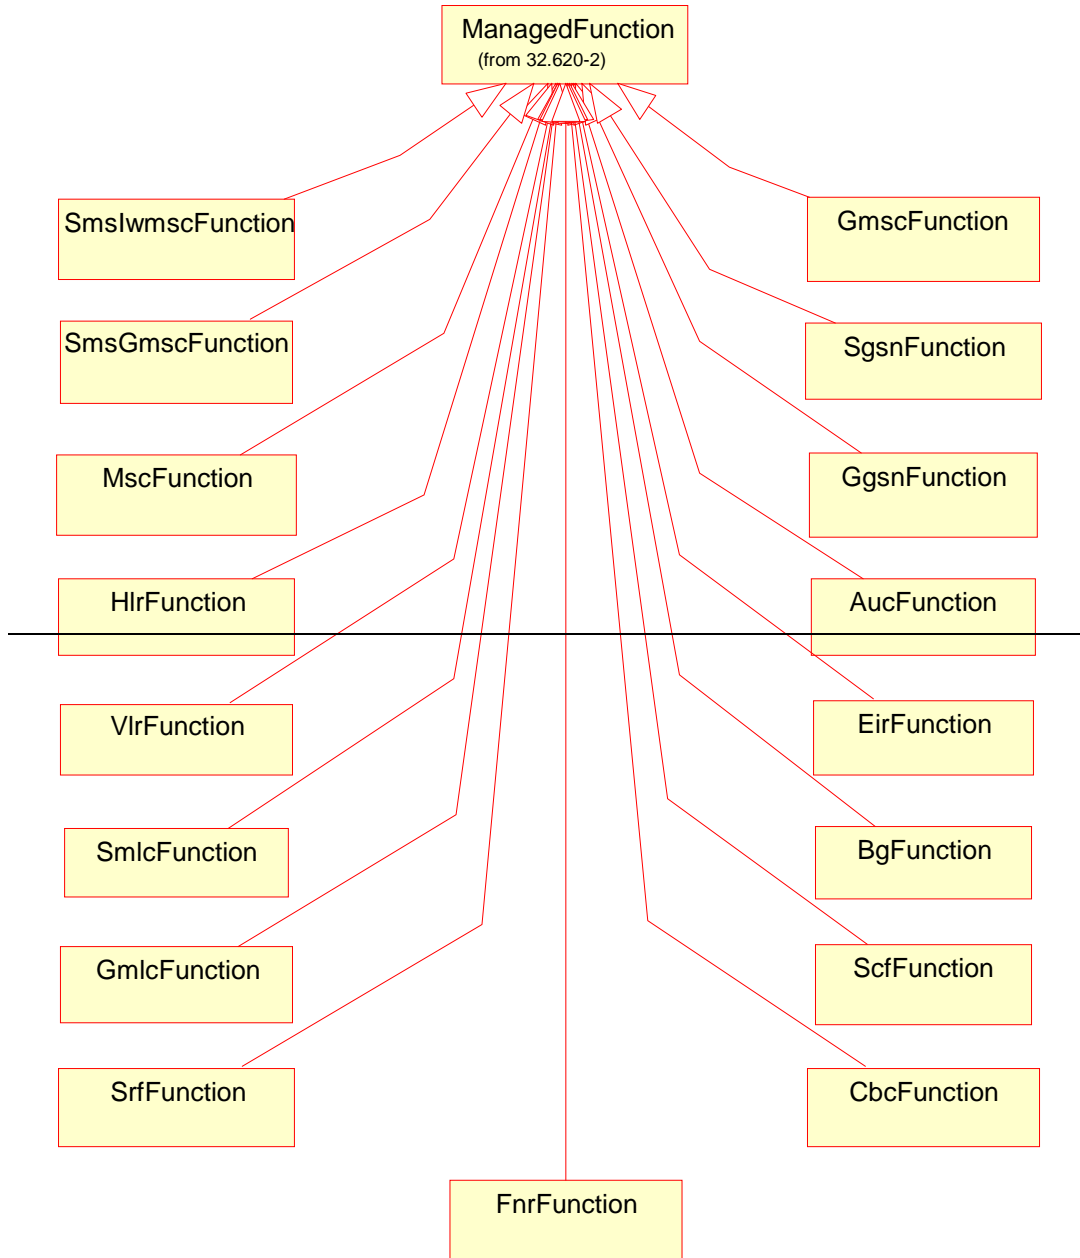 ManagedFunction
(from 32.620-2)
SmsIwmscFunction
GmscFunction
SmsGmscFunction
SgsnFunction
MscFunction
GgsnFunction
HlrFunction
AucFunction
VlrFunction
EirFunction
SmlcFunction
BgFunction
GmlcFunction
ScfFunction
SrfFunction
CbcFunction
FnrFunction